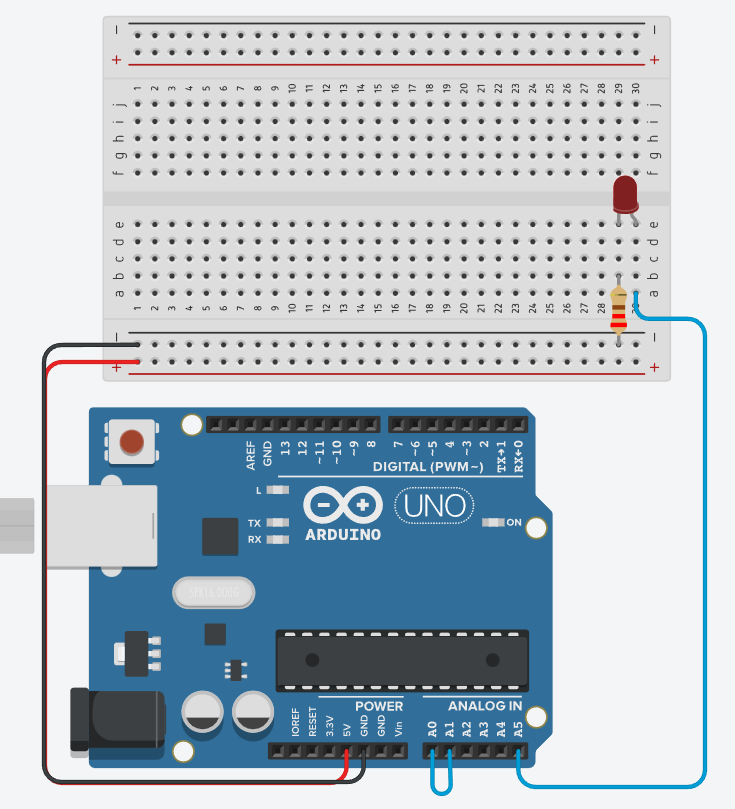 − −
+ +
1 2 3 4 5 6 7 8 9 10 11 12 13 14 15 16 17 18 19 20 21 22 23 24 25 26 27 28 29 30
j j
i i
h h
g g
f f
e e
d d
c c
b b
a a
1 2 3 4 5 6 7 8 9 10 11 12 13 14 15 16 17 18 19 20 21 22 23 24 25 26 27 28 30
− −
+ +
AREF GND 13 12 ~11 ~10 ~9 8 7 ~6 ~5 4 ~3 2 TX→1 RX←0
DIGITAL (PWM~)
L
TX
RX
UNO
ON
ARDUINO
SPK16.000G
POWER ANALOG IN
IOREF RESET 3.3V 5V GND GND Vin A0 A1 A2 A3 A4 A5